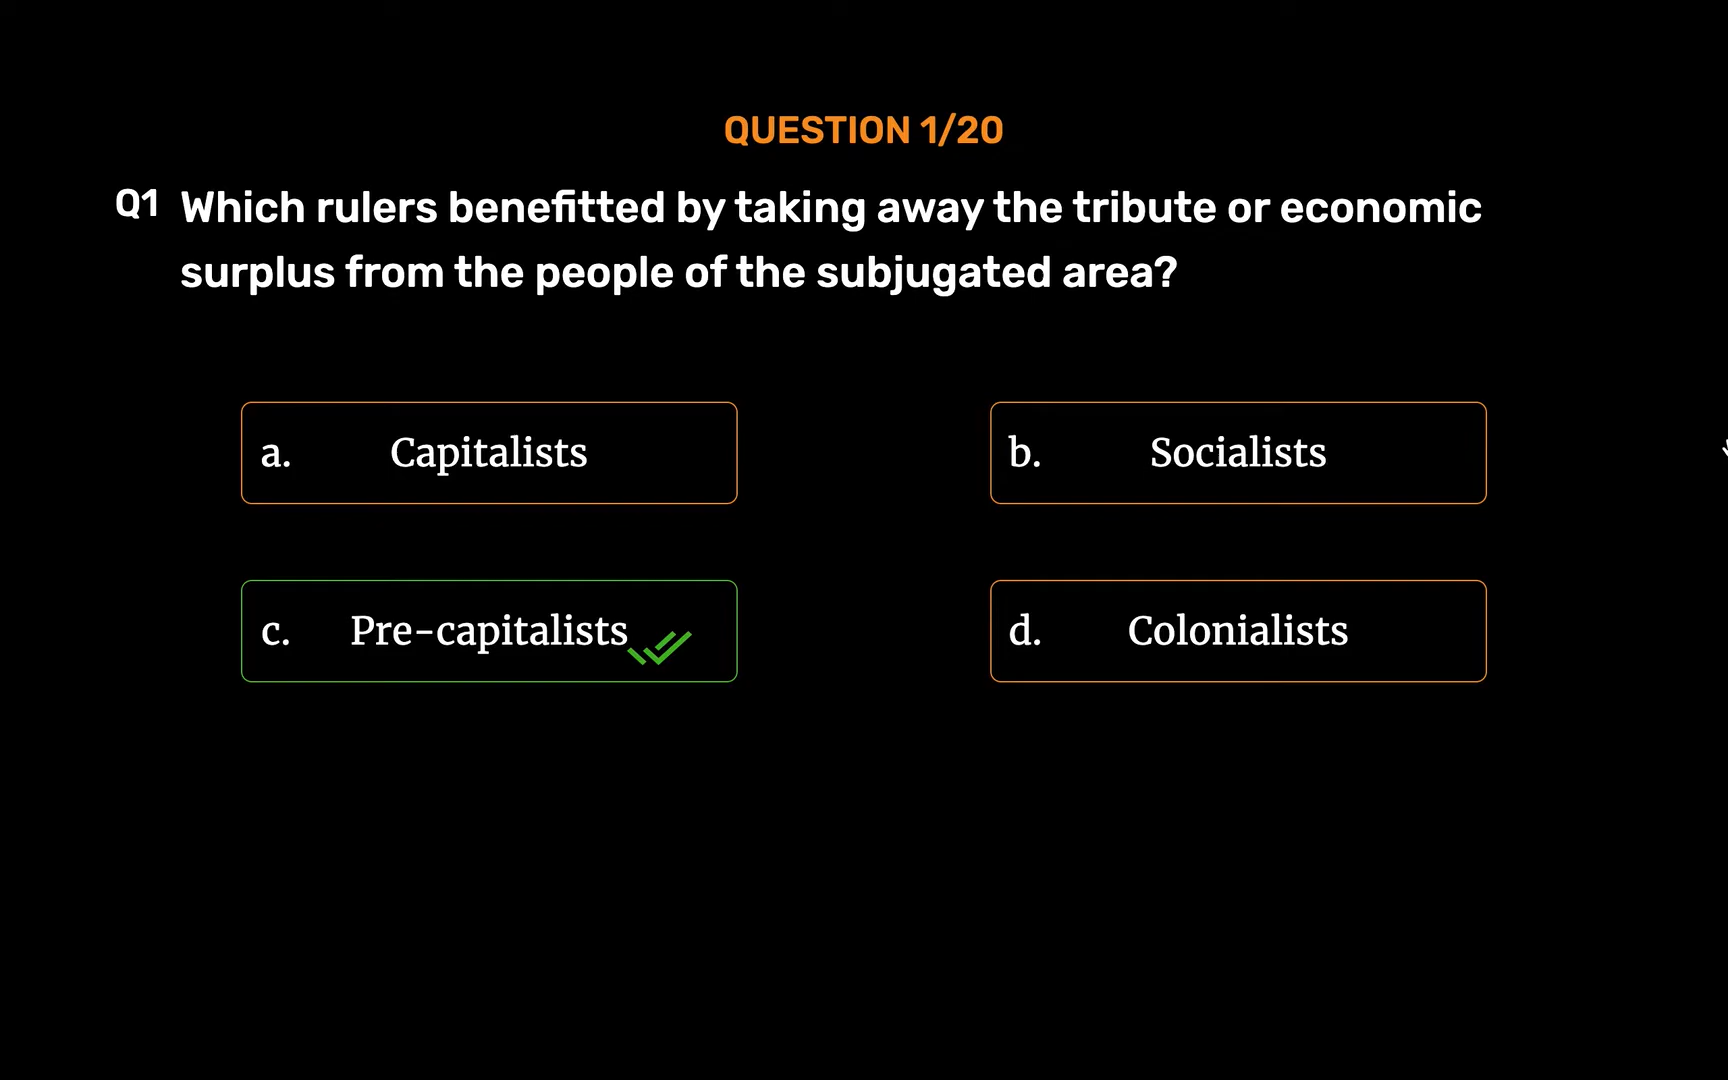 QUESTION 1/20
Q1 Which rulers benefitted by taking away the tribute or economic
surplus from the people of the subjugated area?
a. Capitalists
b. Socialists
c. Pre-capitalists
d. Colonialists